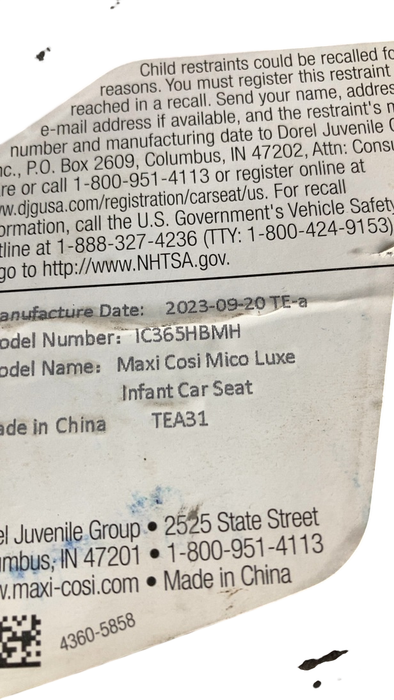 Child restraints could be recalled fo
reasons. You must register this restraint
reached in a recall. Send your name, addres
e-mail address if available, and the restraint's m
number and manufacturing date to Dorel Juvenile G
nc., P.O. Box 2609, Columbus, IN 47202, Attn: Consu
re or call 1-800-951-4113 or register online at
w.djgusa.com/registration/carseat/us. For recall
ormation, call the U.S. Government's Vehicle Safety
tline at 1-888-327-4236 (TTY: 1-800-424-9153)
go to http://www.NHTSA.gov.
anufacture Date: 2023-09-20 TE-a
odel Number: IC365HBMH
odel Name: Maxi Cosi Mico Luxe
Infant Car Seat
ade in China TEA31
el Juvenile Group • 2525 State Street
mbus, IN 47201 • 1-800-951-4113
v.maxi-cosi.com • Made in China
4360-5858